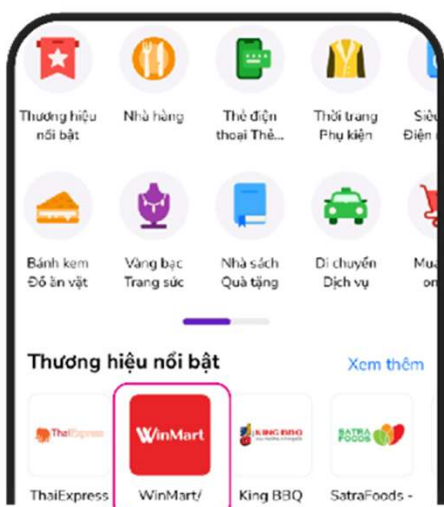 Thương hiệu
nổi bật
Nhà hàng
Thẻ điện
thoại Thẻ...
Thời trang
Phụ kiện
Siêu
Điện
Bánh kem
Đồ ăn vặt
Vàng bạc
Trang sức
Nhà sách
Quà tặng
Di chuyển
Dịch vụ
Mua
on
Thương hiệu nổi bật
Xem thêm
ThaiExpress
WinMart
KING BBQ
SATRA
FOODS
ThaiExpress
WinMart/
King BBQ
SatraFoods -